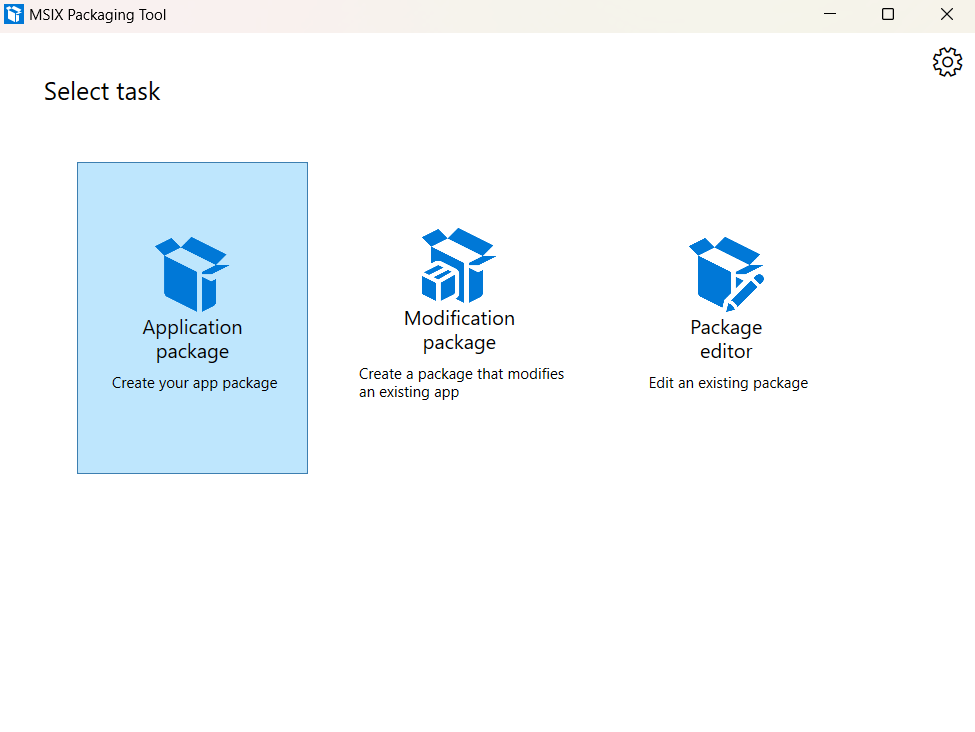 MSIX Packaging Tool
Select task
Application
package
Create your app package
Modification
package
Create a package that modifies
an existing app
Package
editor
Edit an existing package